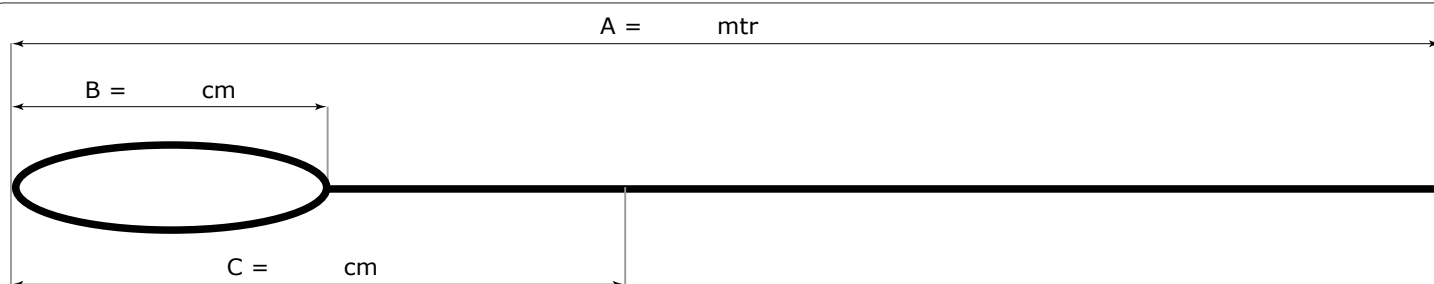 A = mtr
B = cm
C = cm